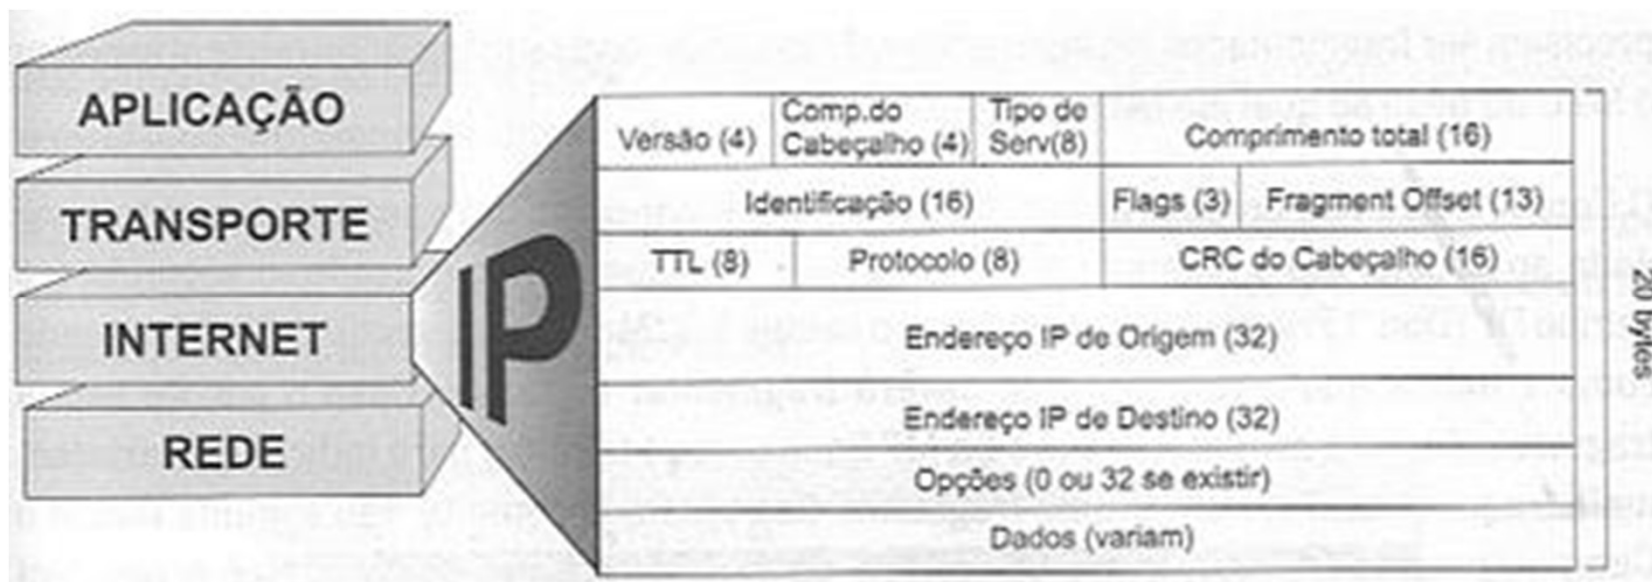 APLICAÇÃO
TRANSPORTE
INTERNET
REDE
IP
Versão (4)
Comp.do
Cabeçalho (4)
Tipo de
Serv(8)
Comprimento total (16)
Identificação (16)
Flags (3)
Fragment Offset (13)
TTL (8)
Protocolo (8)
CRC do Cabeçalho (16)
Endereço IP de Origem (32)
Endereço IP de Destino (32)
Opções (0 ou 32 se existir)
Dados (variam)
20 bytes